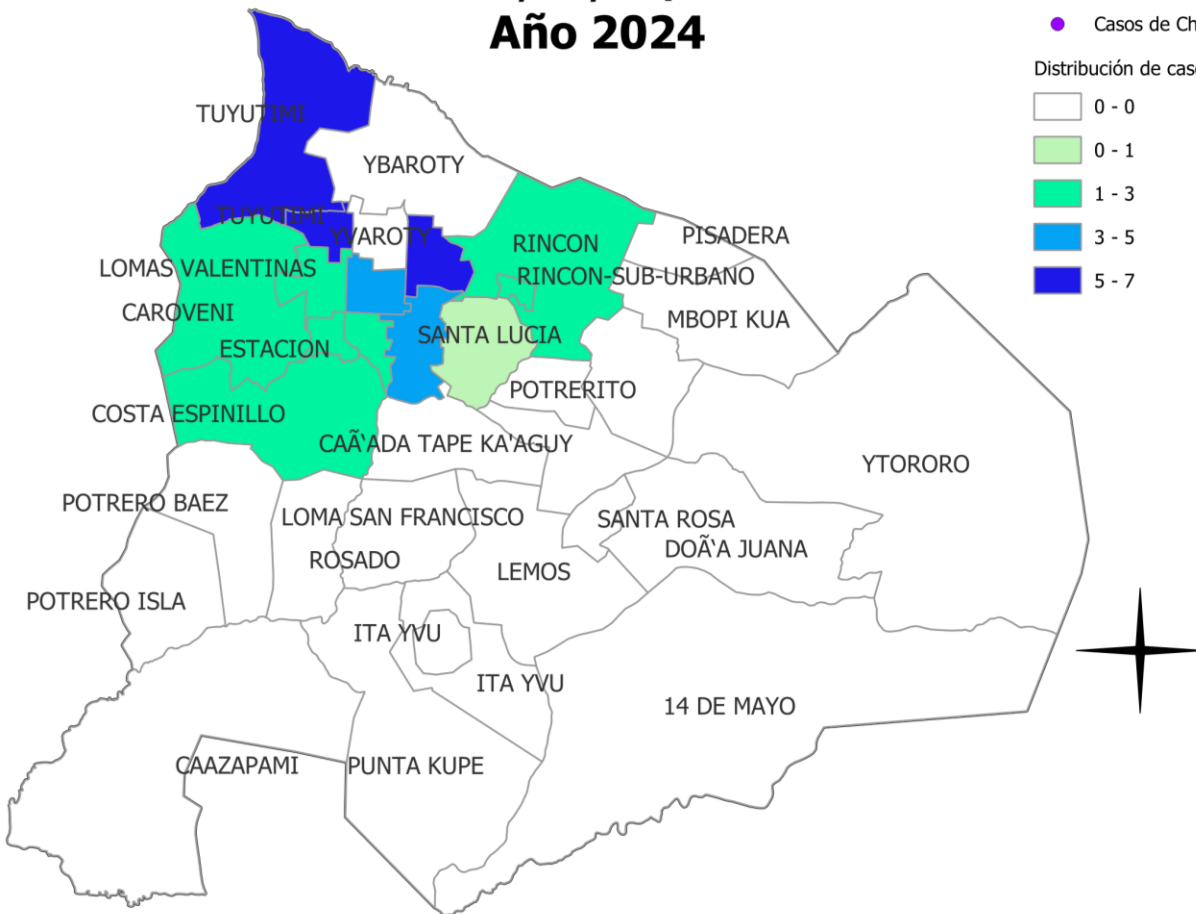 Año 2024
Casos de Ch
Distribución de caso
0 - 0
0 - 1
1 - 3
3 - 5
5 - 7
TUYUTIMI
YBAROTY
TUYUTIMI
YVAROTY
RINCON
PISADERA
LOMAS VALENTINAS
RINCON-SUB-URBANO
CAROVENI
MBOPI KUA
ESTACION
SANTA LUCIA
POTRERITO
COSTA ESPINILLO
CAÃ'ADA TAPE KA'AGUY
YTORORO
POTRERO BAEZ
LOMA SAN FRANCISCO
SANTA ROSA
DOÃ'A JUANA
ROSADO
LEMOS
POTRERO ISLA
ITA YVU
ITA YVU
14 DE MAYO
CAAZAPAMI
PUNTA KUPE